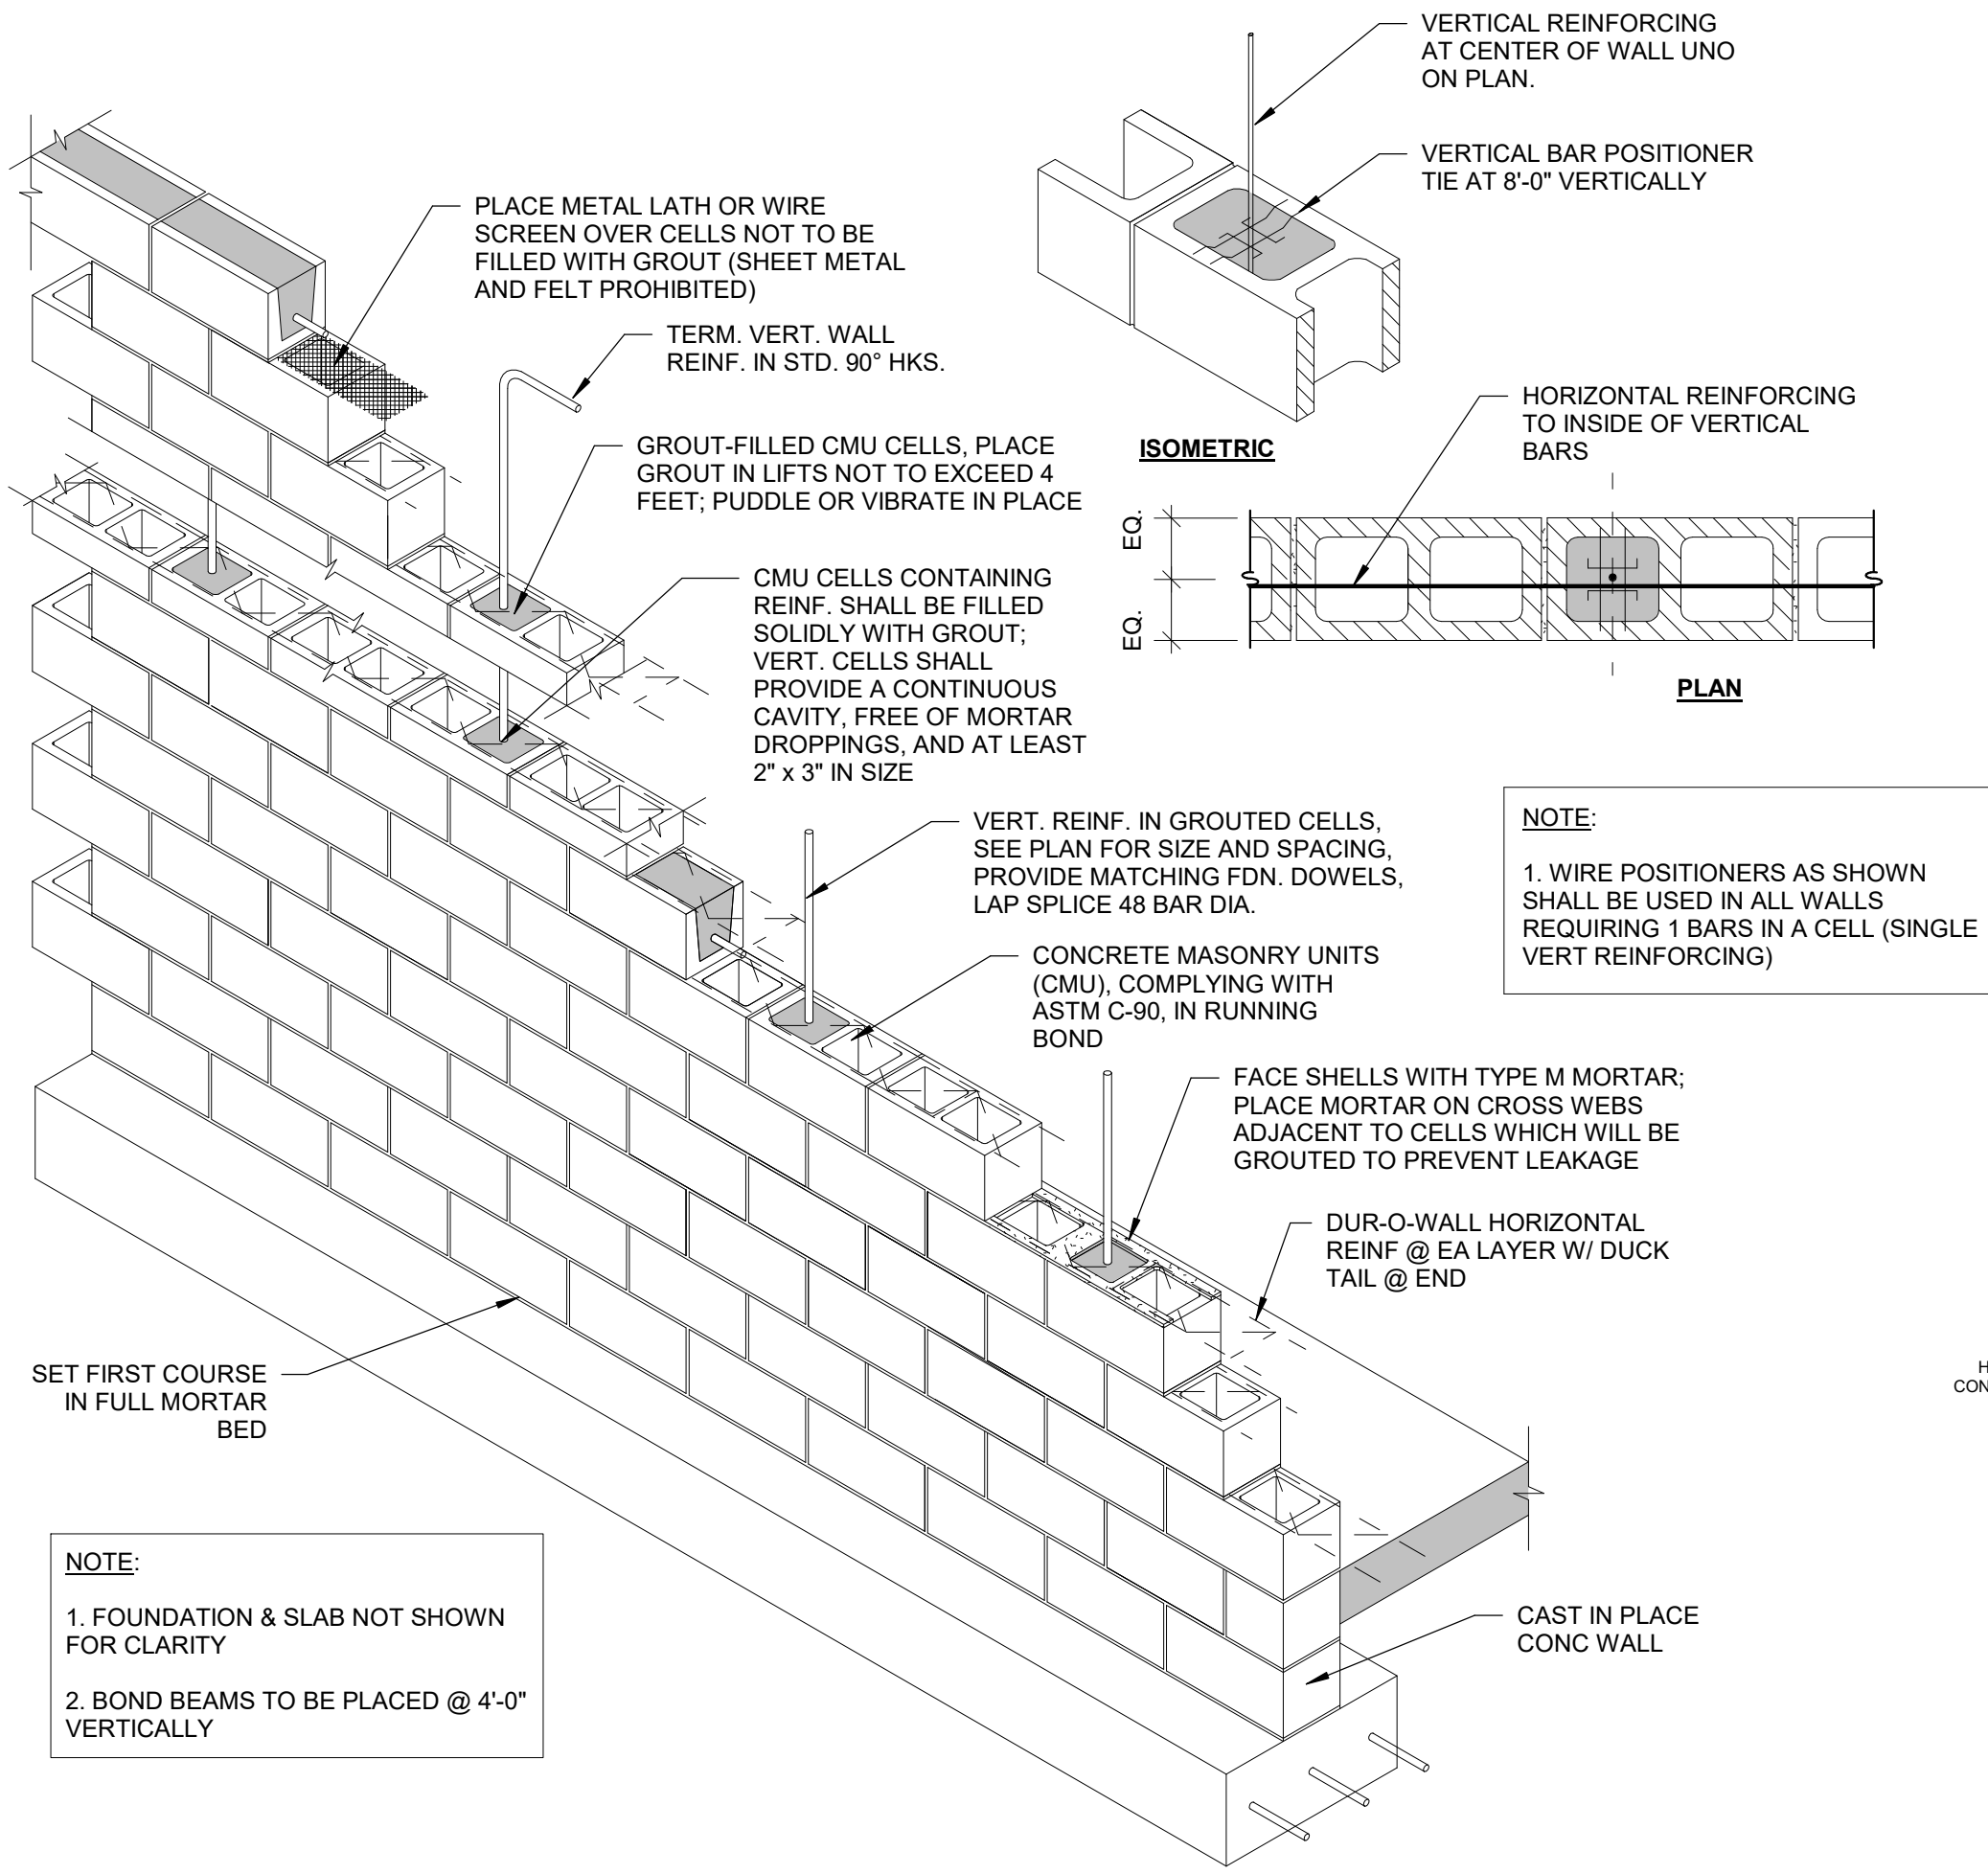 VERTICAL REINFORCING
AT CENTER OF WALL UNO
ON PLAN.
VERTICAL BAR POSITIONER
TIE AT 8'-0" VERTICALLY
PLACE METAL LATH OR WIRE
SCREEN OVER CELLS NOT TO BE
FILLED WITH GROUT (SHEET METAL
AND FELT PROHIBITED)
TERM. VERT. WALL
REINF. IN STD. 90° HKS.
HORIZONTAL REINFORCING
TO INSIDE OF VERTICAL
BARS
ISOMETRIC
GROUT-FILLED CMU CELLS, PLACE
GROUT IN LIFTS NOT TO EXCEED 4
FEET; PUDDLE OR VIBRATE IN PLACE
EQ.
EQ.
PLAN
CMU CELLS CONTAINING
REINF. SHALL BE FILLED
SOLIDLY WITH GROUT;
VERT. CELLS SHALL
PROVIDE A CONTINUOUS
CAVITY, FREE OF MORTAR
DROPPINGS, AND AT LEAST
2" x 3" IN SIZE
NOTE:
1. WIRE POSITIONERS AS SHOWN
SHALL BE USED IN ALL WALLS
REQUIRING 1 BARS IN A CELL (SINGLE
VERT REINFORCING)
VERT. REINF. IN GROUTED CELLS,
SEE PLAN FOR SIZE AND SPACING,
PROVIDE MATCHING FDN. DOWELS,
LAP SPLICE 48 BAR DIA.
CONCRETE MASONRY UNITS
(CMU), COMPLYING WITH
ASTM C-90, IN RUNNING
BOND
FACE SHELLS WITH TYPE M MORTAR;
PLACE MORTAR ON CROSS WEBS
ADJACENT TO CELLS WHICH WILL BE
GROUTED TO PREVENT LEAKAGE
DUR-O-WALL HORIZONTAL
REINF @ EA LAYER W/ DUCK
TAIL @ END
H
CON
SET FIRST COURSE
IN FULL MORTAR
BED
NOTE:
1. FOUNDATION & SLAB NOT SHOWN
FOR CLARITY
2. BOND BEAMS TO BE PLACED @ 4'-0"
VERTICALLY
CAST IN PLACE
CONC WALL